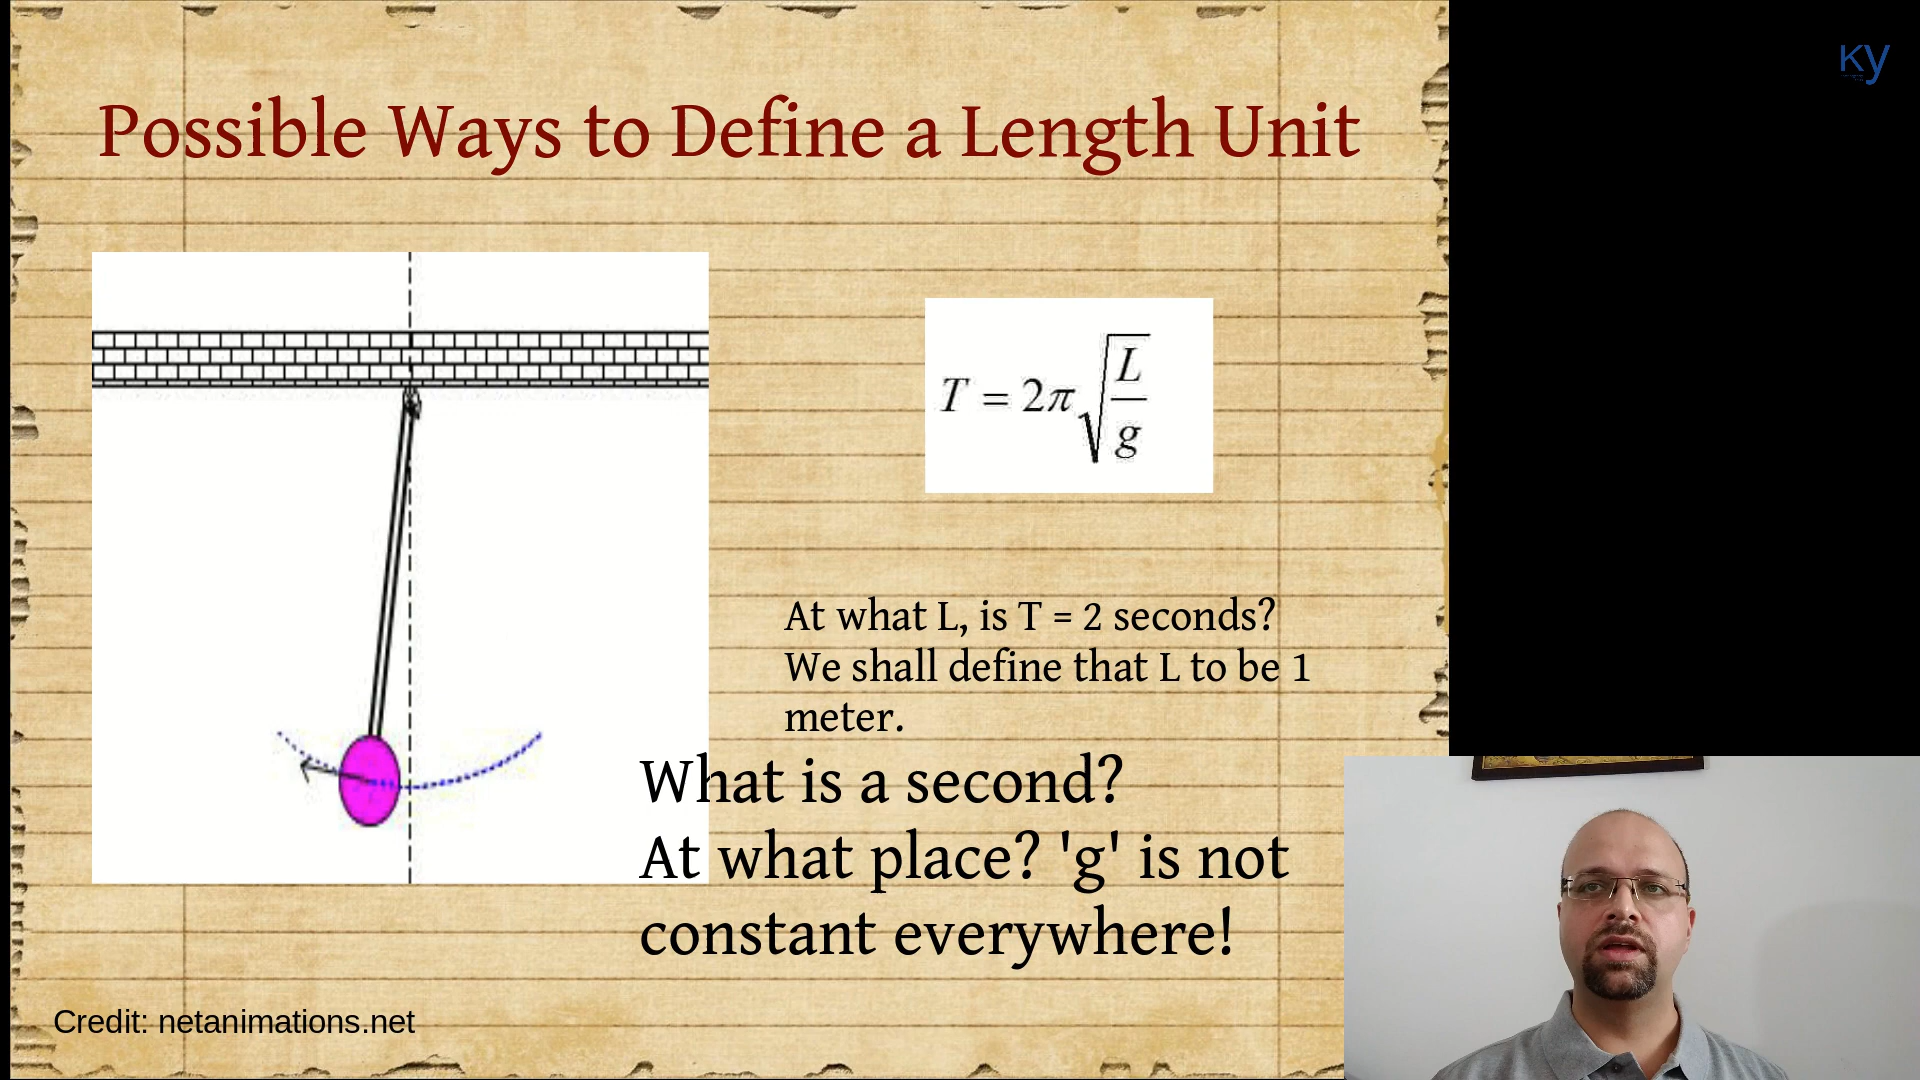 Possible Ways to Define a Length Unit
T = 2π√(L/g)
At what L, is T = 2 seconds?
We shall define that L to be 1
meter.
What is a second?
At what place? 'g' is not
constant everywhere!
Credit: netanimations.net
Ky